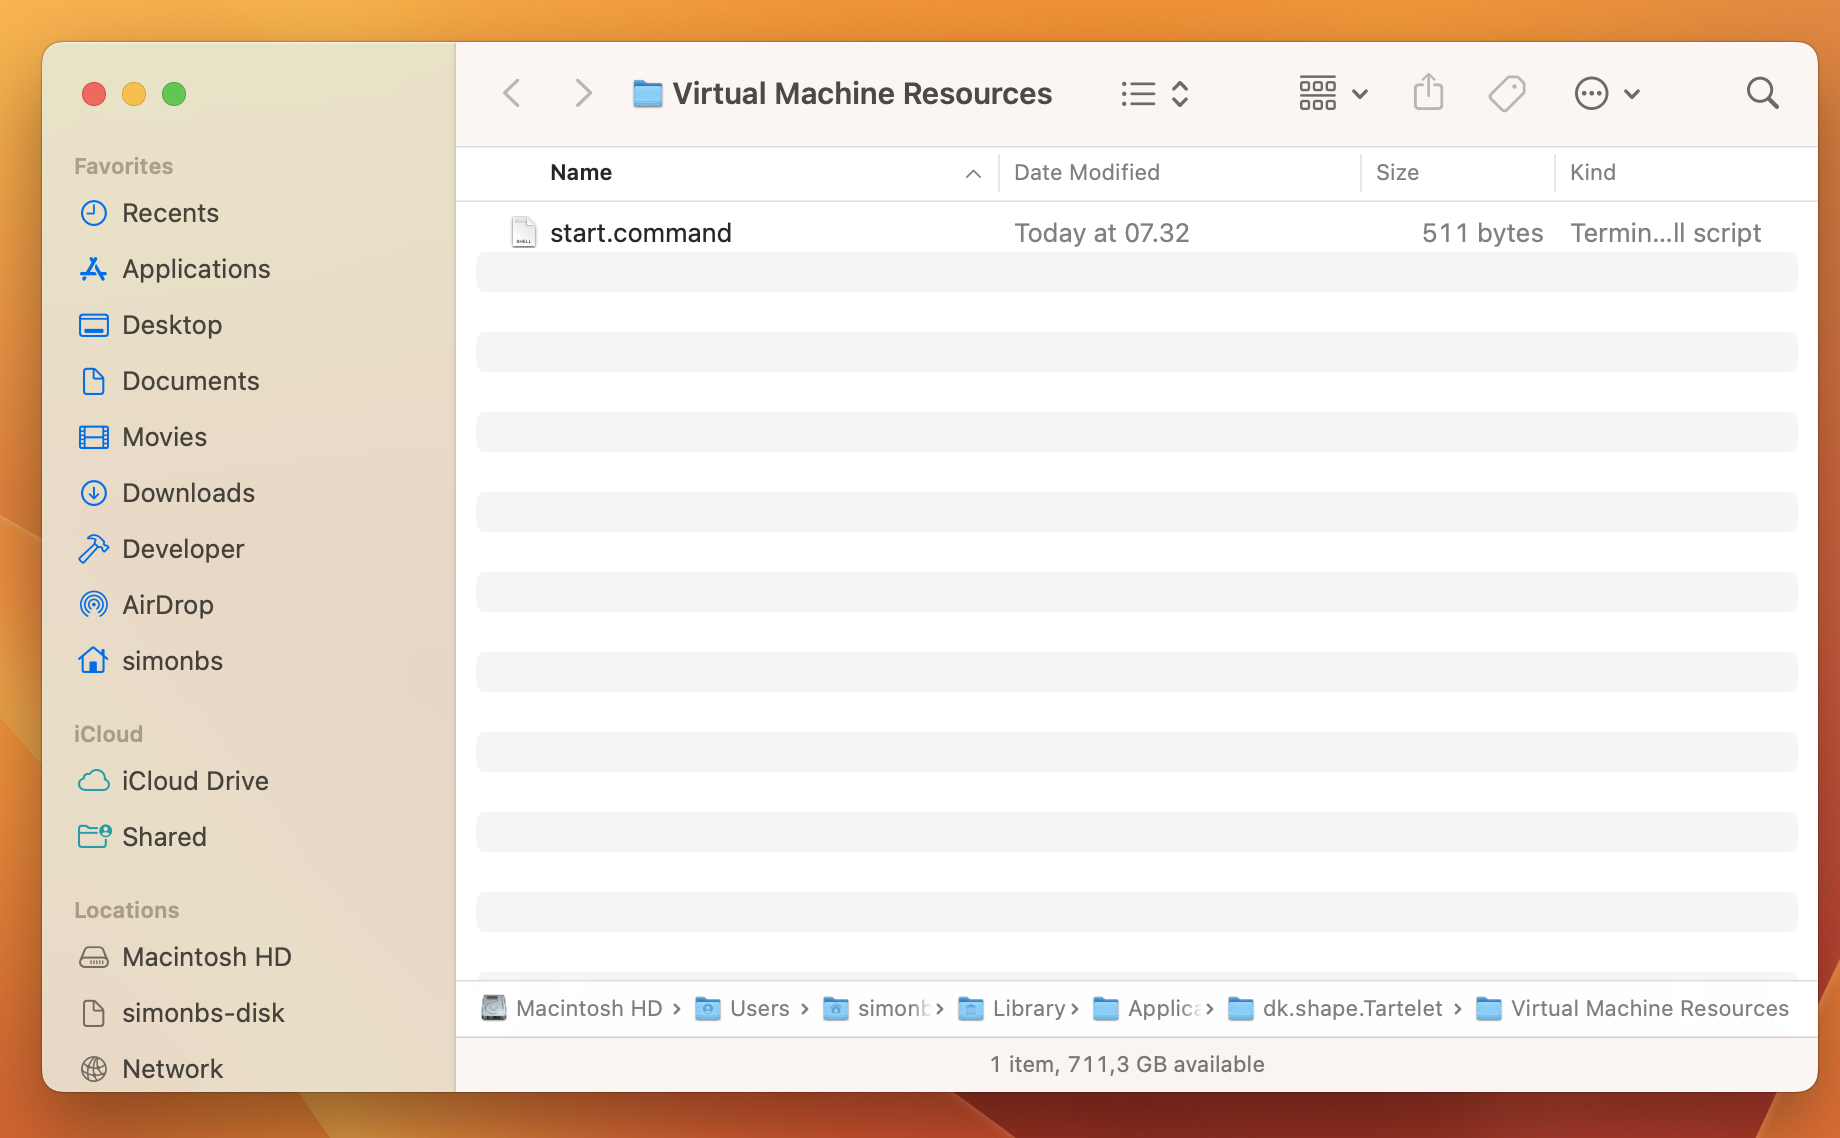 Virtual Machine Resources
Favorites
Recents
Applications
Desktop
Documents
Movies
Downloads
Developer
AirDrop
simonbs
iCloud
iCloud Drive
Shared
Locations
Macintosh HD
simonbs-disk
Network
Name Date Modified Size Kind
SHELL start.command Today at 07.32 511 bytes Termin...ll script
Macintosh HD › Users › simonb › Library › Applica › dk.shape.Tartelet › Virtual Machine Resources
1 item, 711,3 GB available